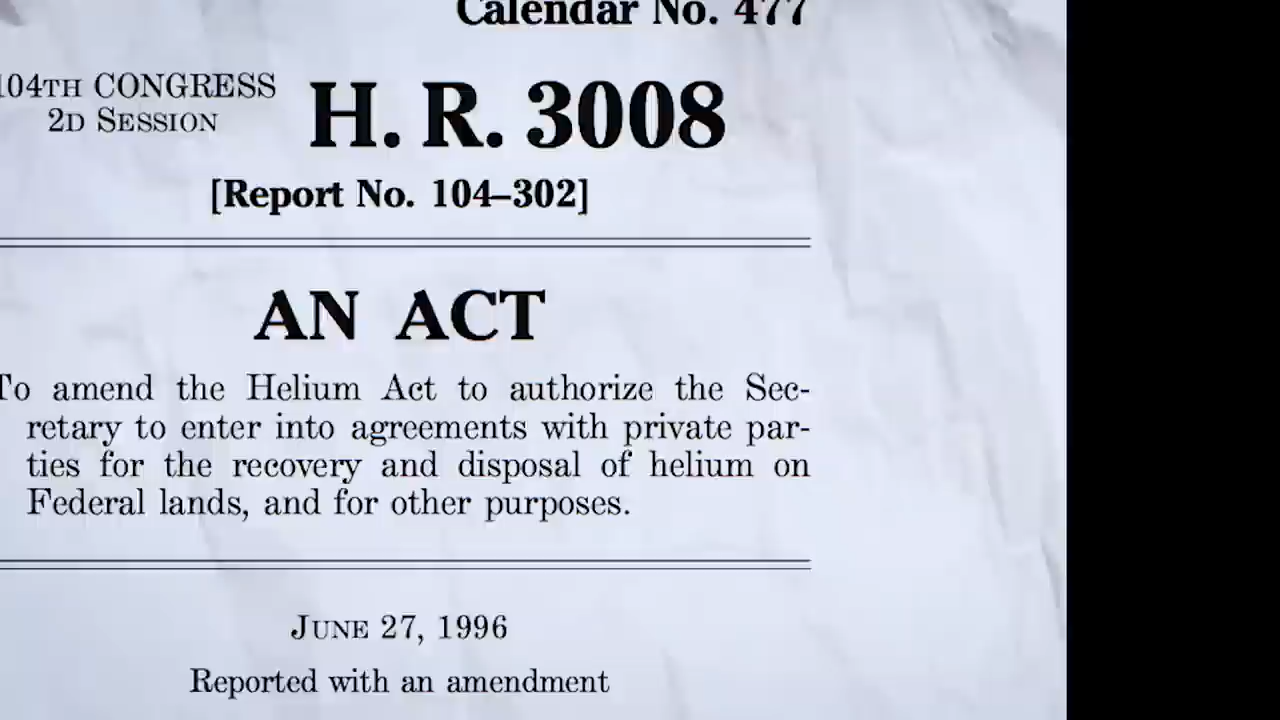 Calendar No. 477
104TH CONGRESS
2D SESSION
H. R. 3008
[Report No. 104–302]
AN ACT
To amend the Helium Act to authorize the Sec-
retary to enter into agreements with private par-
ties for the recovery and disposal of helium on
Federal lands, and for other purposes.
JUNE 27, 1996
Reported with an amendment